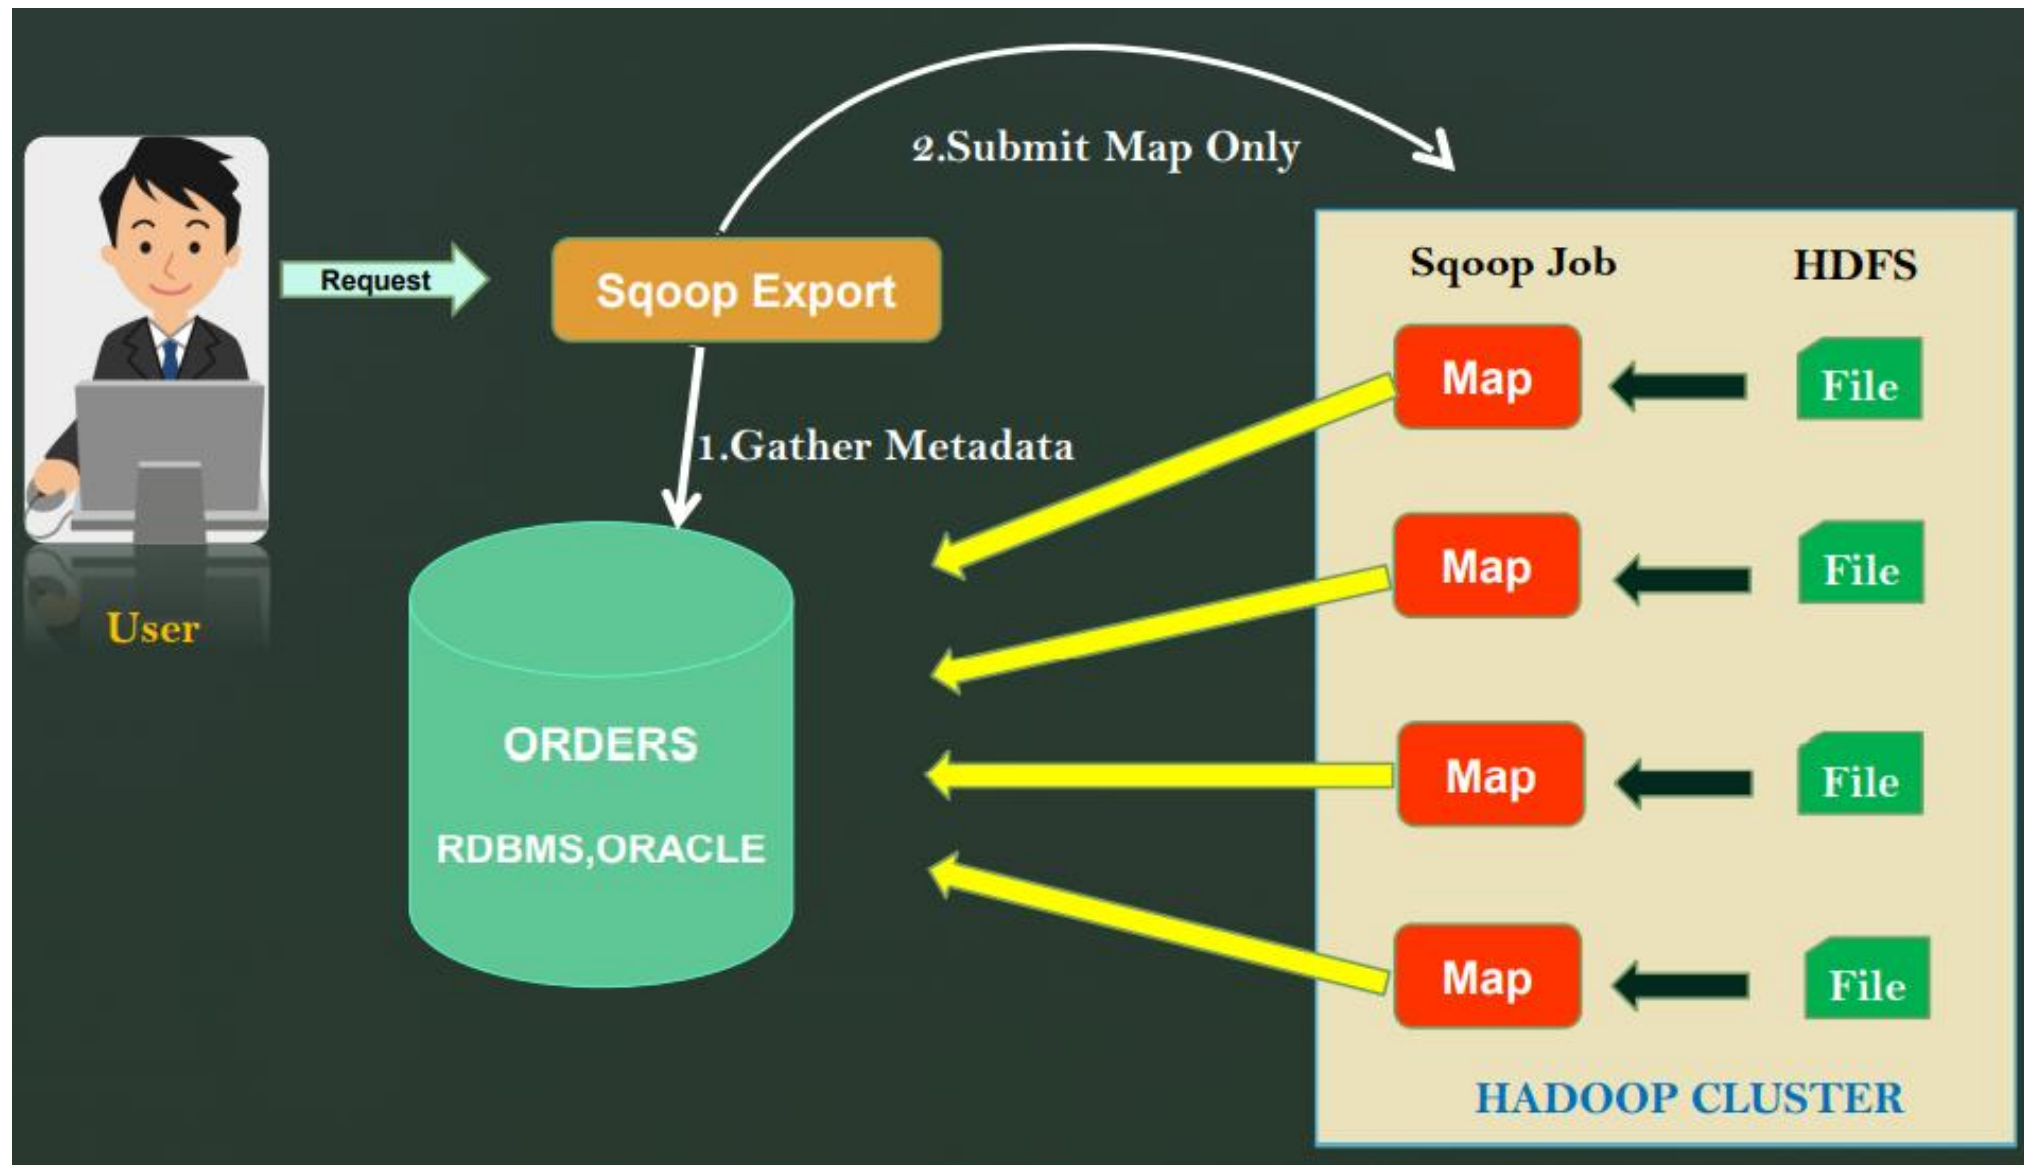 2.Submit Map Only
Request
Sqoop Export
1.Gather Metadata
User
ORDERS
RDBMS,ORACLE
Sqoop Job
HDFS
Map
File
Map
File
Map
File
Map
File
HADOOP CLUSTER